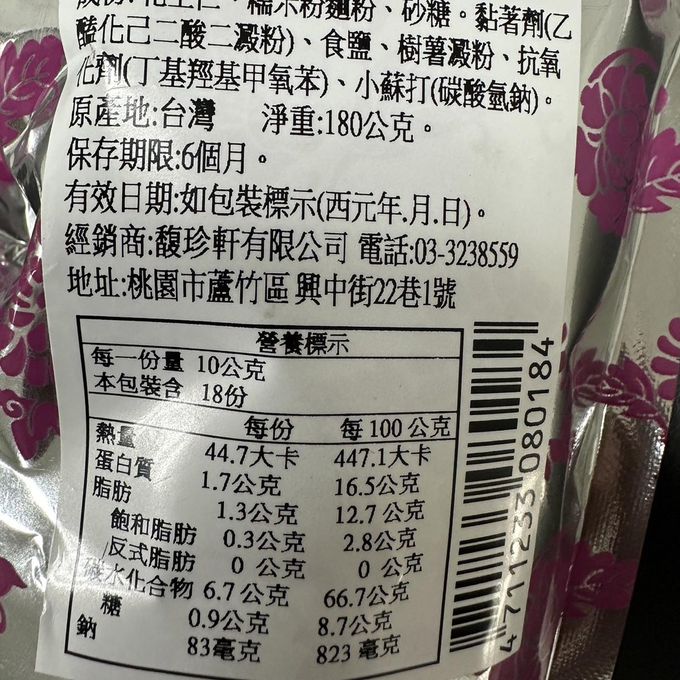 成份:花生仁、糯米粉麵粉、砂糖。黏著劑(乙
醯化己二酸二澱粉)、食鹽、樹薯澱粉、抗氧
化劑(丁基羥基甲氧苯)、小蘇打(碳酸氫鈉)。
原產地:台灣 淨重:180公克。
保存期限:6個月。
有效日期:如包裝標示(西元年.月.日)。
經銷商:馥珍軒有限公司 電話:03-3238559
地址:桃園市蘆竹區 興中街22巷1號
營養標示
每一份量 10公克
本包裝含 18份
每份 每 100 公克
熱量 44.7大卡 447.1大卡
蛋白質 1.7公克 16.5公克
脂肪 1.3公克 12.7 公克
飽和脂肪 0.3公克 2.8公克
反式脂肪 0 公克 0 公克
碳水化合物 6.7 公克 66.7公克
糖 0.9公克 8.7公克
鈉 83毫克 823 毫克
4 711233 080184